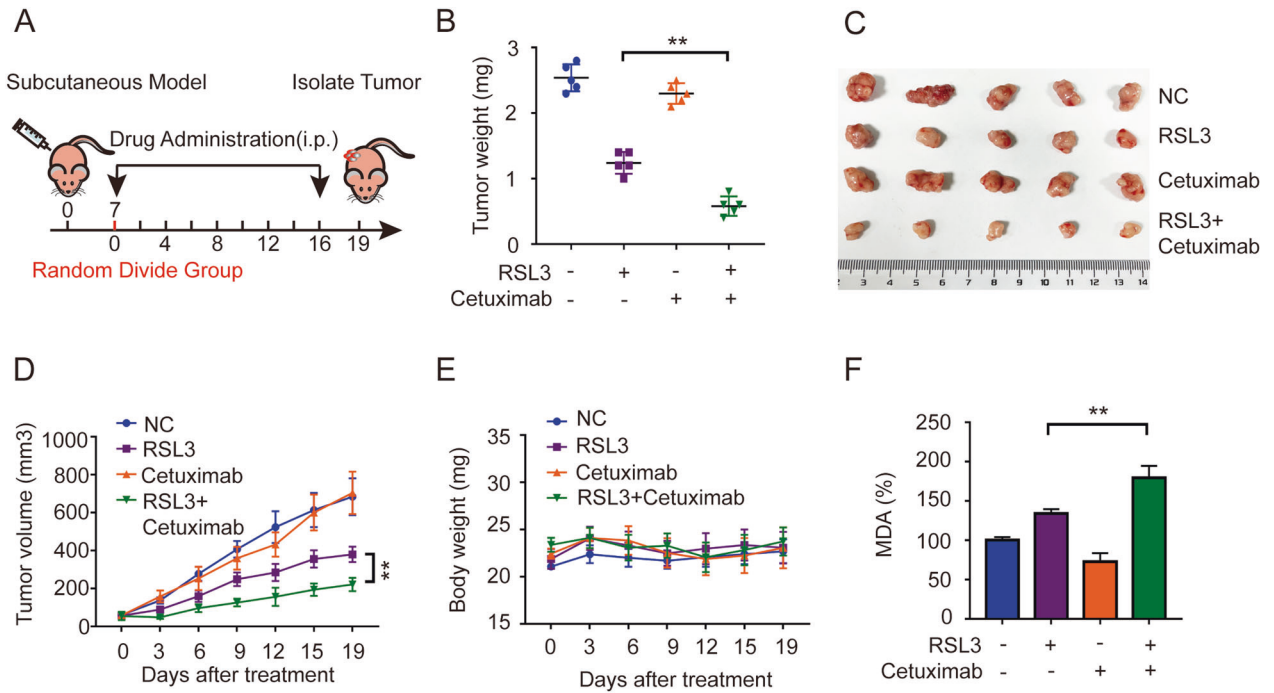 A
Subcutaneous Model
Isolate Tumor
Drug Administration(i.p.)
0 7
0 4 8 12 16 19
Random Divide Group
B
**
Tumor weight (mg)
3
2
1
0
RSL3 - + - +
Cetuximab - - + +
C
NC
RSL3
Cetuximab
RSL3+
Cetuximab
2 3 4 5 6 7 8 9 10 11 12 13 14
D
NC
RSL3
Cetuximab
RSL3+
Cetuximab
Tumor volume (mm3)
1000
800
600
400
200
0
**
0 3 6 9 12 15 19
Days after treatment
E
NC
RSL3
Cetuximab
RSL3+Cetuximab
Body weight (mg)
35
30
25
20
15
0 3 6 9 12 15 19
Days after treatment
F
**
MDA (%)
250
200
150
100
50
0
RSL3 - + - +
Cetuximab - - + +